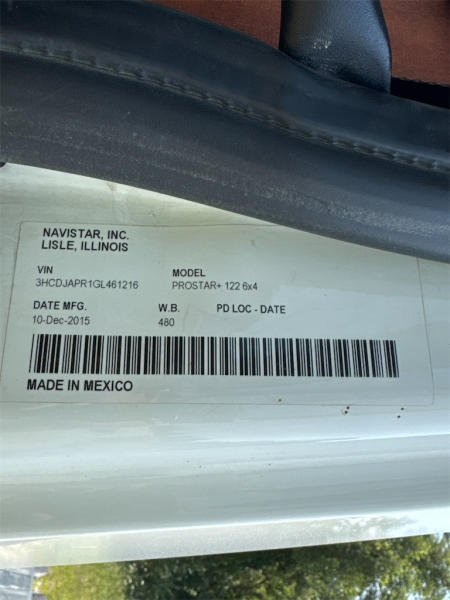 NAVISTAR, INC.
LISLE, ILLINOIS
VIN MODEL
3HCDJAPR1GL461216 PROSTAR+ 122 6x4
DATE MFG. W.B. PD LOC - DATE
10-Dec-2015 480
MADE IN MEXICO